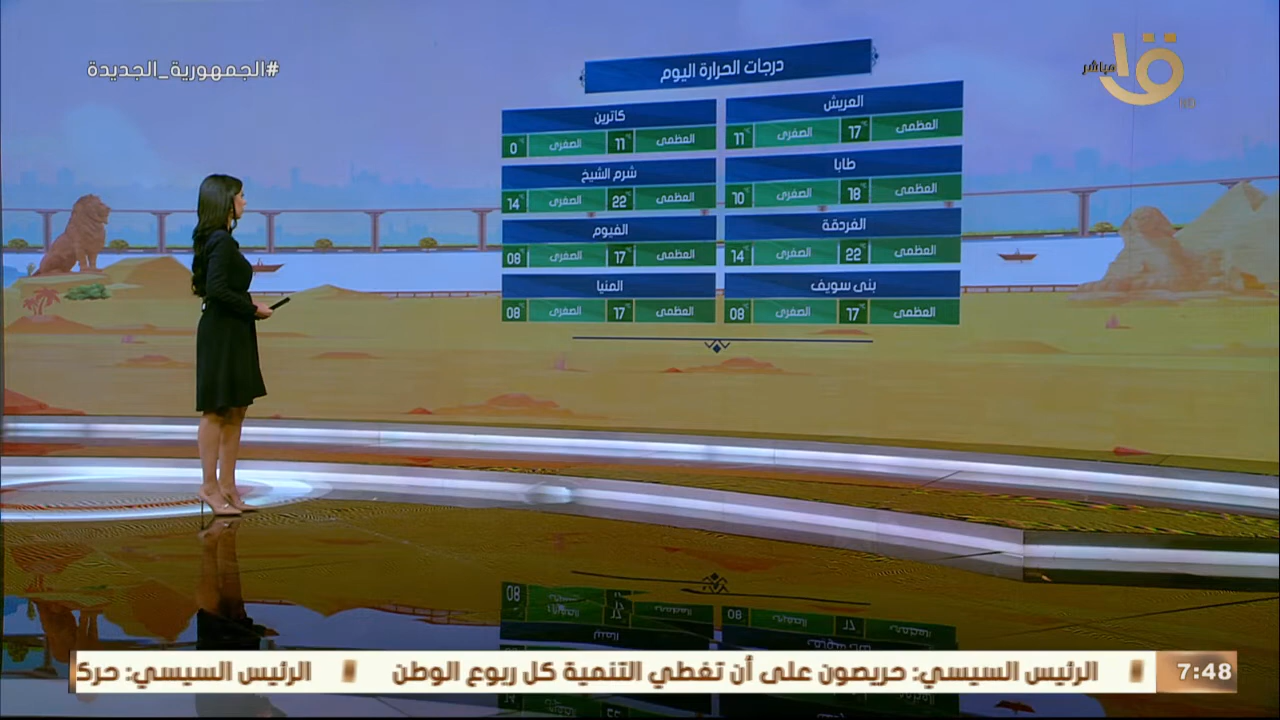 #الجمهورية_الجديدة
مباشر
درجات الحرارة اليوم
العريش
العظمى 17 الصغرى 11
كاترين
العظمى 11 الصغرى 0
طابا
العظمى 18 الصغرى 10
شرم الشيخ
العظمى 22 الصغرى 14
الغردقة
العظمى 22 الصغرى 14
الفيوم
العظمى 17 الصغرى 08
بنى سويف
العظمى 17 الصغرى 08
المنيا
العظمى 17 الصغرى 08
7:48 الرئيس السيسي: حريصون على أن تغطي التنمية كل ربوع الوطن الرئيس السيسي: حركـ